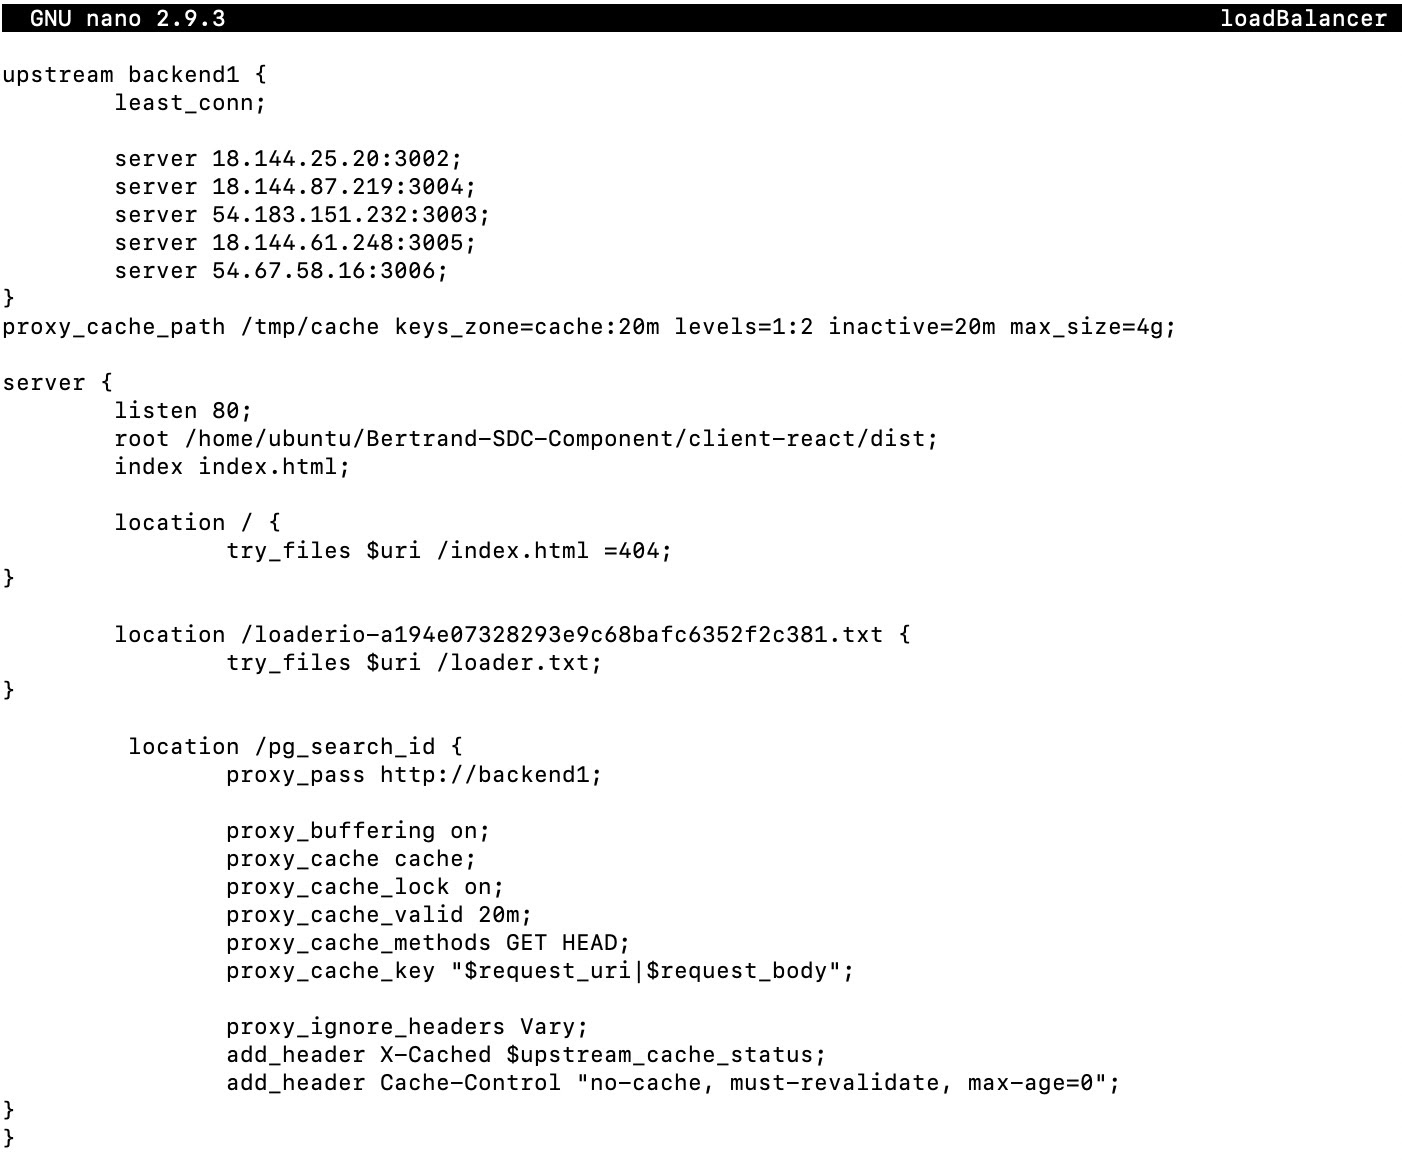 GNU nano 2.9.3 loadBalancer
upstream backend1 {
least_conn;
server 18.144.25.20:3002;
server 18.144.87.219:3004;
server 54.183.151.232:3003;
server 18.144.61.248:3005;
server 54.67.58.16:3006;
}
proxy_cache_path /tmp/cache keys_zone=cache:20m levels=1:2 inactive=20m max_size=4g;
server {
listen 80;
root /home/ubuntu/Bertrand-SDC-Component/client-react/dist;
index index.html;
location / {
try_files $uri /index.html =404;
}
location /loaderio-a194e07328293e9c68bafc6352f2c381.txt {
try_files $uri /loader.txt;
}
location /pg_search_id {
proxy_pass http://backend1;
proxy_buffering on;
proxy_cache cache;
proxy_cache_lock on;
proxy_cache_valid 20m;
proxy_cache_methods GET HEAD;
proxy_cache_key "$request_uri|$request_body";
proxy_ignore_headers Vary;
add_header X-Cached $upstream_cache_status;
add_header Cache-Control "no-cache, must-revalidate, max-age=0";
}
}